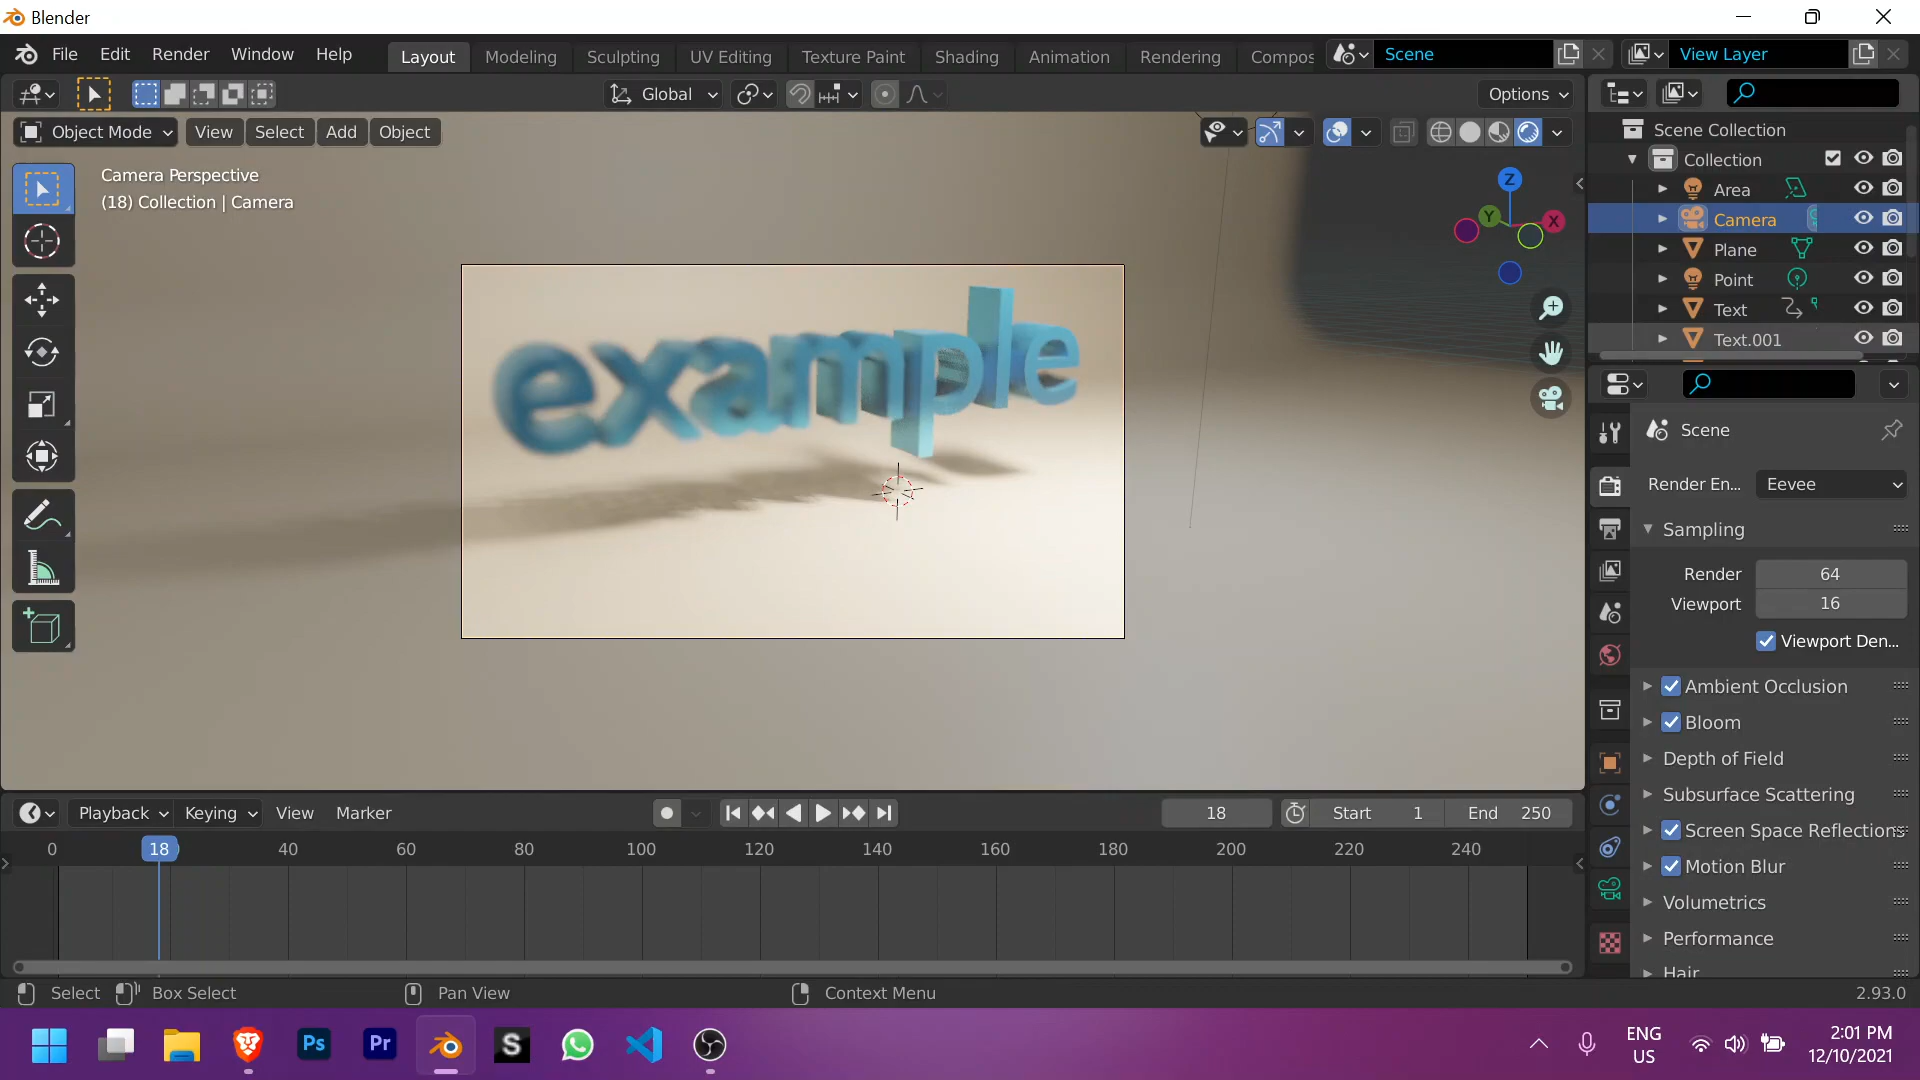 Blender
File Edit Render Window Help
Layout Modeling Sculpting UV Editing Texture Paint Shading Animation Rendering Compos
Scene
View Layer
Global
Options
Object Mode View Select Add Object
Camera Perspective
(18) Collection | Camera
Z
Y
X
example
Scene Collection
Collection
Area
Camera
Plane
Point
Text
Text.001
Scene
Render En... Eevee
Sampling
Render 64
Viewport 16
Viewport Den...
Ambient Occlusion
Bloom
Depth of Field
Subsurface Scattering
Screen Space Reflections
Motion Blur
Volumetrics
Performance
Hair
Playback Keying View Marker
18 Start 1 End 250
0 18 40 60 80 100 120 140 160 180 200 220 240
Select Box Select Pan View Context Menu 2.93.0
Ps Pr S
ENG
US
2:01 PM
12/10/2021